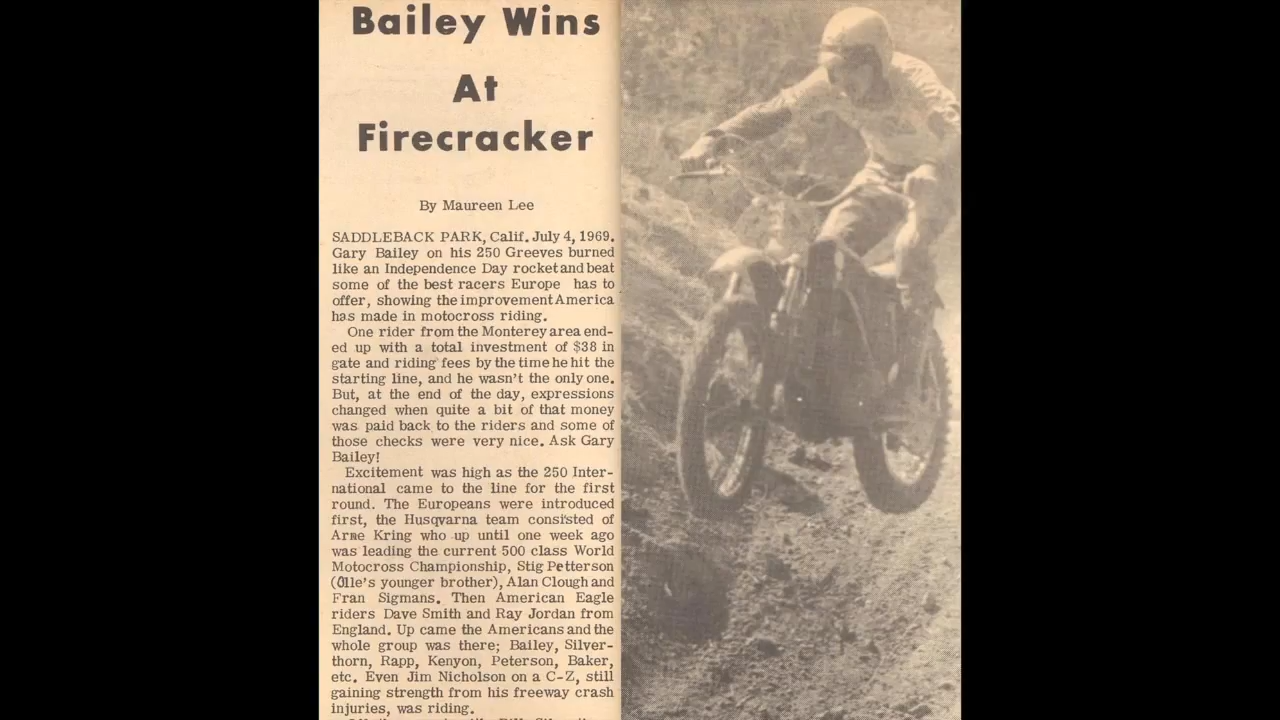 Bailey Wins
At
Firecracker
By Maureen Lee
SADDLEBACK PARK, Calif. July 4, 1969.
Gary Bailey on his 250 Greeves burned
like an Independence Day rocket and beat
some of the best racers Europe has to
offer, showing the improvement America
has made in motocross riding.
One rider from the Monterey area end-
ed up with a total investment of $38 in
gate and riding fees by the time he hit the
starting line, and he wasn't the only one.
But, at the end of the day, expressions
changed when quite a bit of that money
was paid back to the riders and some of
those checks were very nice. Ask Gary
Bailey!
Excitement was high as the 250 Inter-
national came to the line for the first
round. The Europeans were introduced
first, the Husqvarna team consisted of
Arne Kring who up until one week ago
was leading the current 500 class World
Motocross Championship, Stig Petterson
(Olle's younger brother), Alan Clough and
Fran Sigmans. Then American Eagle
riders Dave Smith and Ray Jordan from
England. Up came the Americans and the
whole group was there; Bailey, Silver-
thorn, Rapp, Kenyon, Peterson, Baker,
etc. Even Jim Nicholson on a C-Z, still
gaining strength from his freeway crash
injuries, was riding.